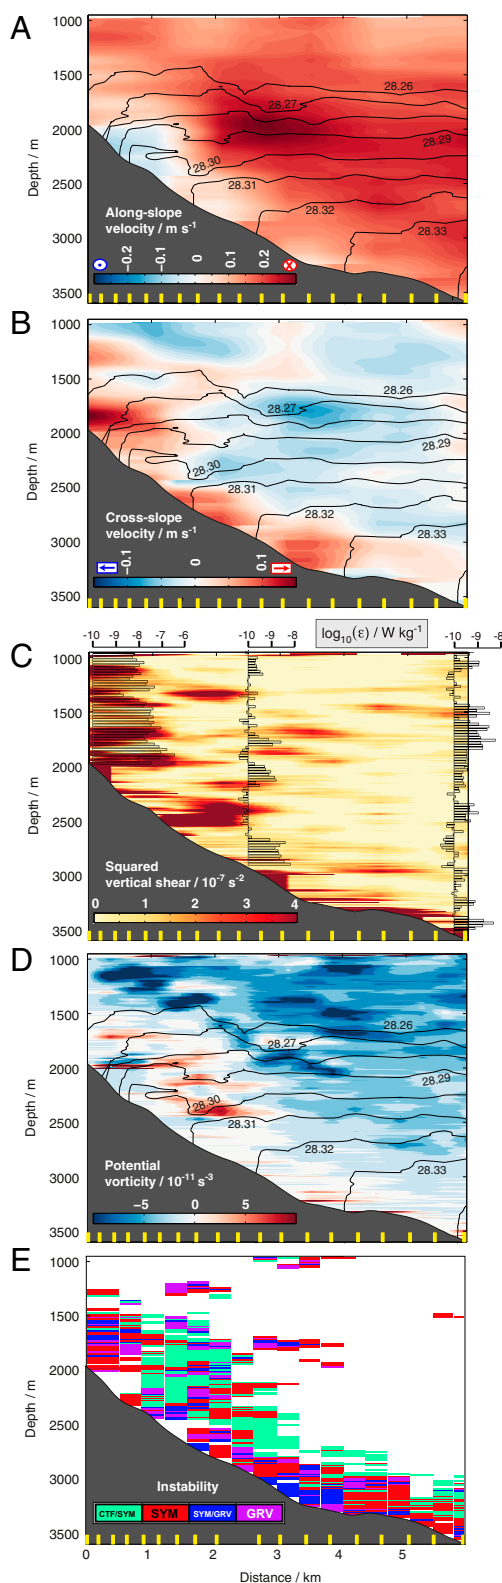 A
1000
1500
2000
2500
3000
3500
Depth / m
28.26
28.27
28.29
28.30
28.31
28.32
28.33
Along-slope
velocity / m s⁻¹
−0.2
−0.1
0
0.1
0.2
B
1000
1500
2000
2500
3000
3500
Depth / m
28.26
28.27
28.29
28.30
28.31
28.32
28.33
Cross-slope
velocity / m s⁻¹
−0.1
0
0.1
log₁₀(ε) / W kg⁻¹
-10 -9 -8 -7 -6
-10 -9 -8
-10 -9 -8
C
1000
1500
2000
2500
3000
3500
Depth / m
Squared
vertical shear / 10⁻⁷ s⁻²
0 1 2 3 4
D
1000
1500
2000
2500
3000
3500
Depth / m
28.26
28.27
28.29
28.30
28.31
28.32
28.33
Potential
vorticity / 10⁻¹¹ s⁻³
−5
0
5
E
1000
1500
2000
2500
3000
3500
Depth / m
Instability
CTF/SYM
SYM
SYM/GRV
GRV
0 1 2 3 4 5
Distance / km